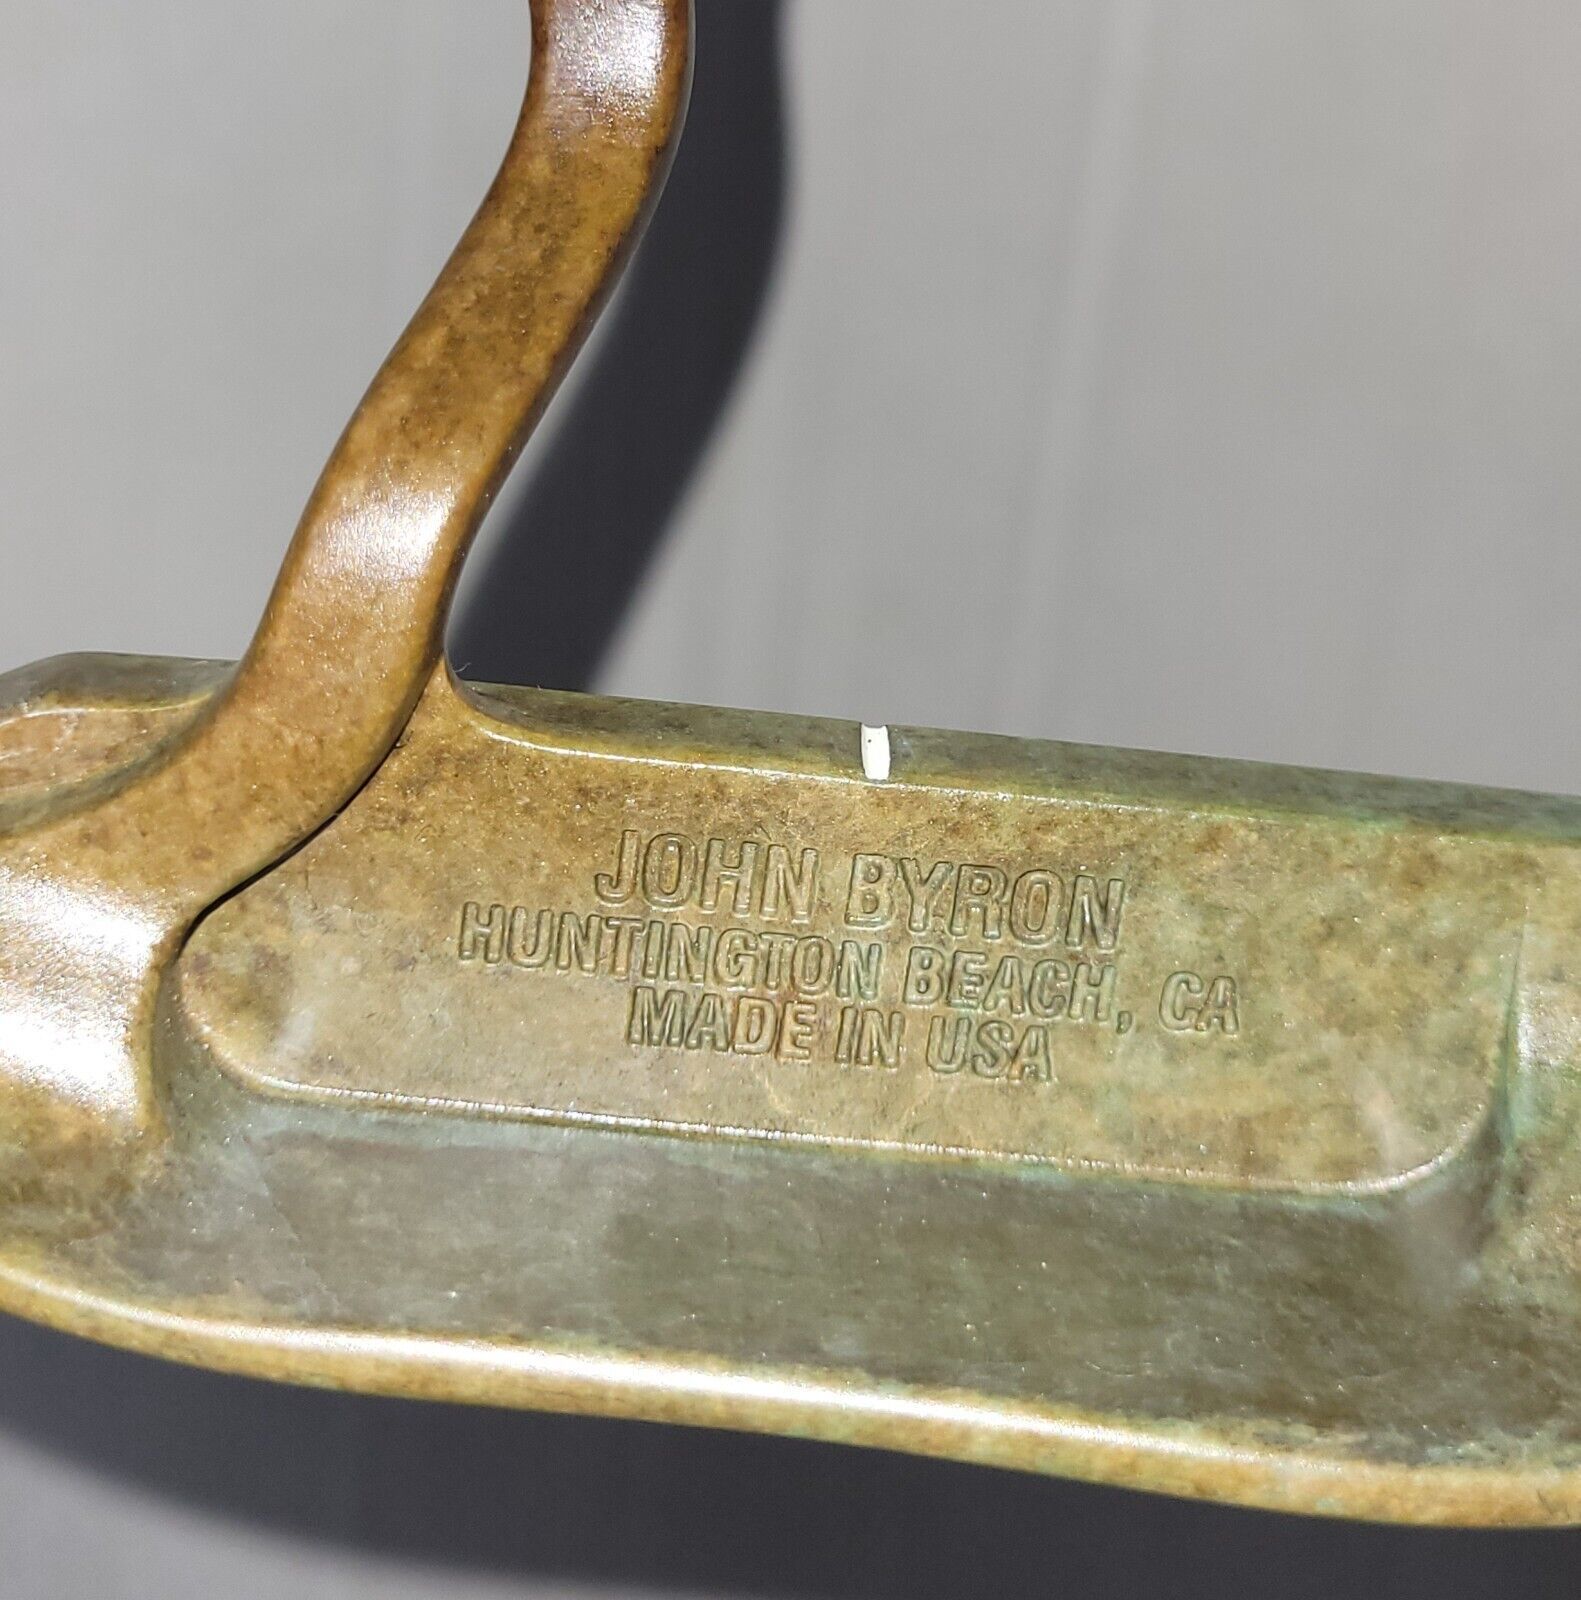 JOHN BYRON
HUNTINGTON BEACH, CA
MADE IN USA